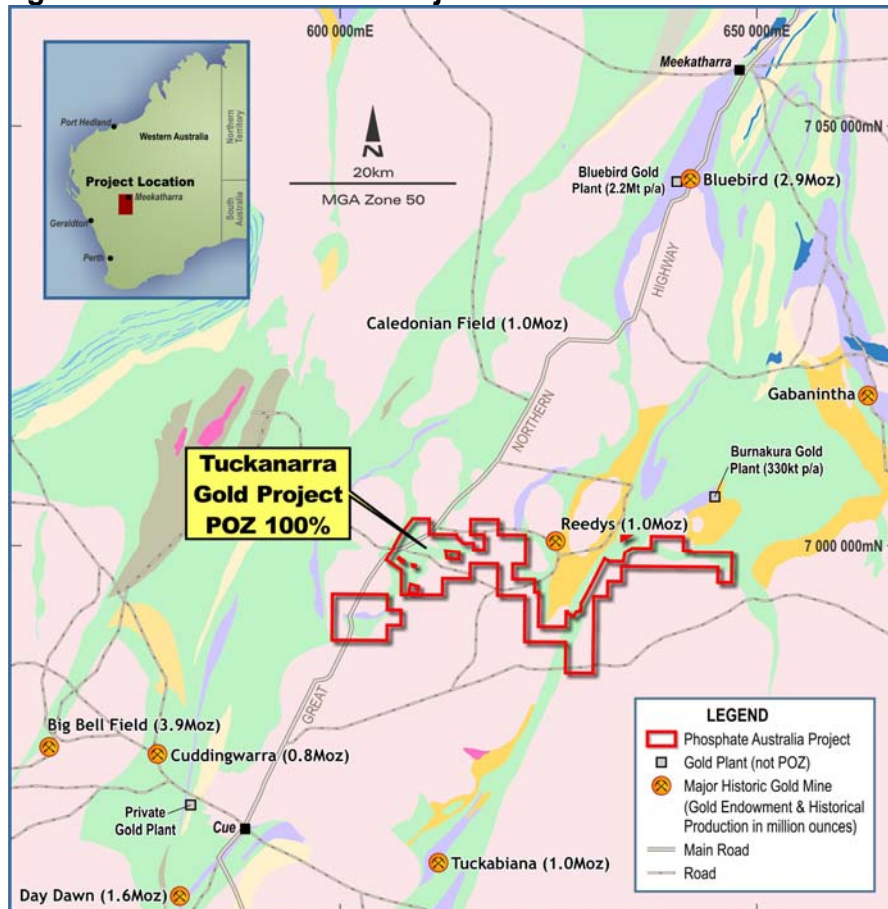 600 000mE
650 000mE
Meekatharra
7 050 000mN
Port Hedland
Western Australia
Northern
Territory
Project Location
Meekatharra
South
Australia
Geraldton
Perth
N
20km
MGA Zone 50
Bluebird Gold
Plant (2.2Mt p/a)
Bluebird (2.9Moz)
HIGHWAY
Caledonian Field (1.0Moz)
NORTHERN
Gabanintha
Tuckanarra
Gold Project
POZ 100%
Burnakura Gold
Plant (330kt p/a)
Reedys (1.0Moz)
7 000 000mN
GREAT
Big Bell Field (3.9Moz)
Cuddingwarra (0.8Moz)
Private
Gold Plant
Cue
Tuckabiana (1.0Moz)
Day Dawn (1.6Moz)
LEGEND
Phosphate Australia Project
Gold Plant (not POZ)
Major Historic Gold Mine
(Gold Endowment & Historical
Production in million ounces)
Main Road
Road